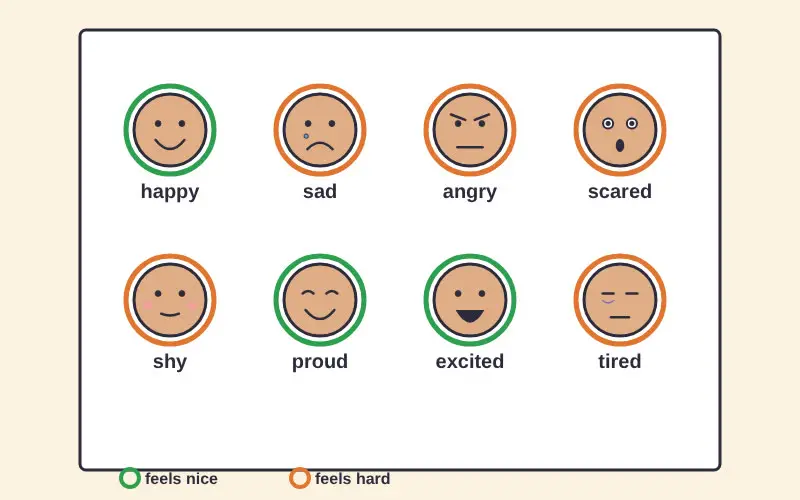 happy sad angry scared
shy proud excited tired
feels nice feels hard